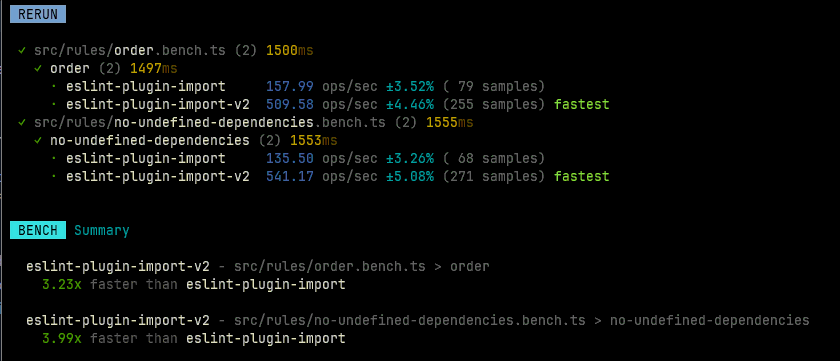 RERUN
✓ src/rules/order.bench.ts (2) 1500ms
✓ order (2) 1497ms
· eslint-plugin-import 157.99 ops/sec ±3.52% ( 79 samples)
· eslint-plugin-import-v2 509.58 ops/sec ±4.46% (255 samples) fastest
✓ src/rules/no-undefined-dependencies.bench.ts (2) 1555ms
✓ no-undefined-dependencies (2) 1553ms
· eslint-plugin-import 135.50 ops/sec ±3.26% ( 68 samples)
· eslint-plugin-import-v2 541.17 ops/sec ±5.08% (271 samples) fastest
BENCH Summary
eslint-plugin-import-v2 - src/rules/order.bench.ts > order
3.23x faster than eslint-plugin-import
eslint-plugin-import-v2 - src/rules/no-undefined-dependencies.bench.ts > no-undefined-dependencies
3.99x faster than eslint-plugin-import